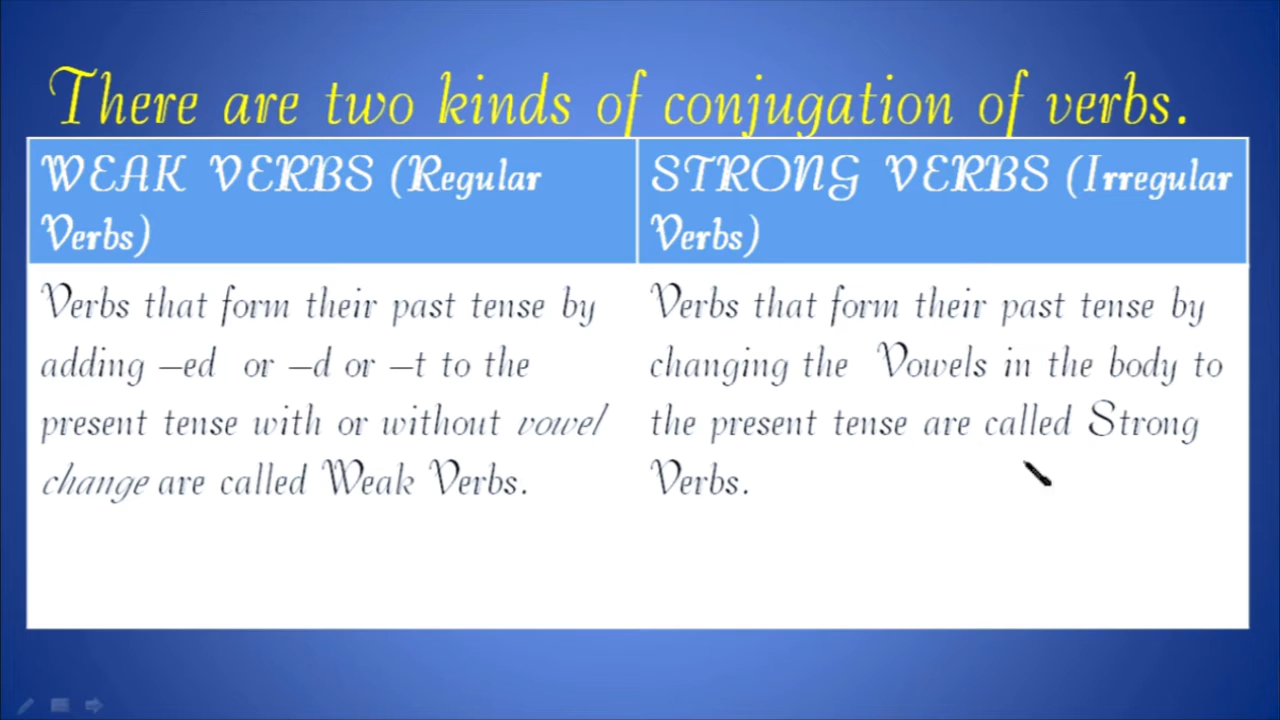 There are two kinds of conjugation of verbs.
WEAK VERBS (Regular
Verbs)
STRONG VERBS (Irregular
Verbs)
Verbs that form their past tense by
adding –ed or –d or –t to the
present tense with or without vowel
change are called Weak Verbs.
Verbs that form their past tense by
changing the Vowels in the body to
the present tense are called Strong
Verbs.